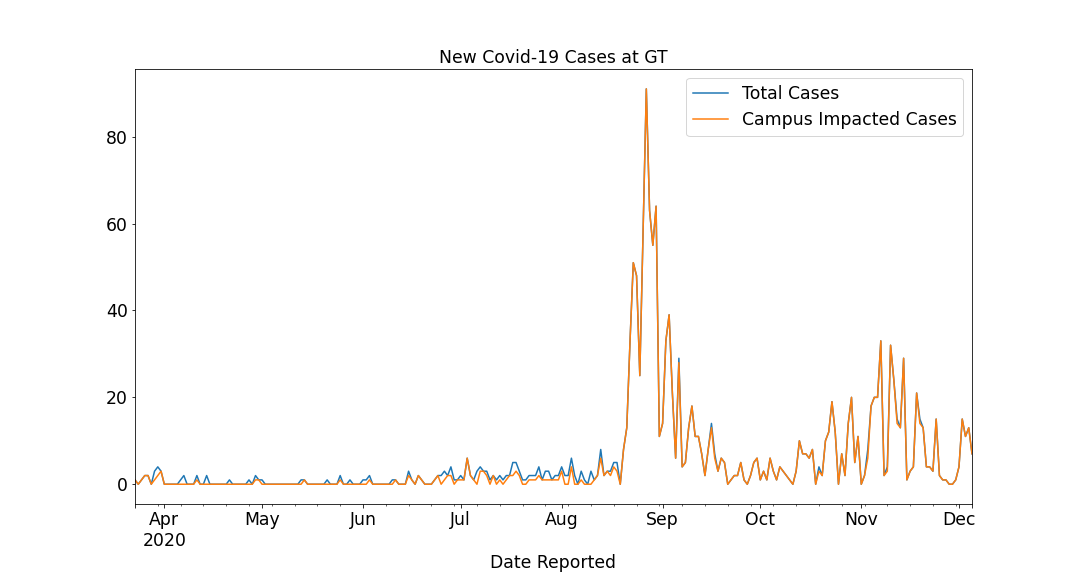 New Covid-19 Cases at GT
Total Cases
Campus Impacted Cases
80
60
40
20
0
Apr May Jun Jul Aug Sep Oct Nov Dec
2020
Date Reported